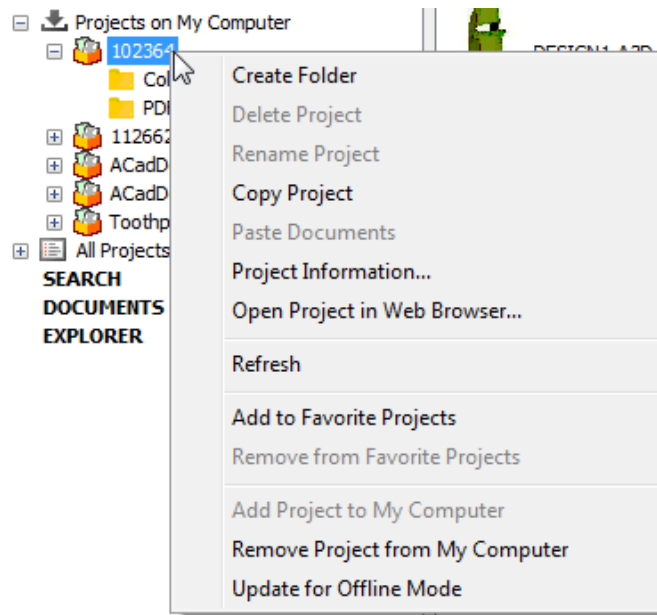 Projects on My Computer
102364
Col
PDF
112662
ACadD
ACadD
Toothp
All Projects
SEARCH
DOCUMENTS
EXPLORER
DESIGN1.A3D
Create Folder
Delete Project
Rename Project
Copy Project
Paste Documents
Project Information...
Open Project in Web Browser...
Refresh
Add to Favorite Projects
Remove from Favorite Projects
Add Project to My Computer
Remove Project from My Computer
Update for Offline Mode